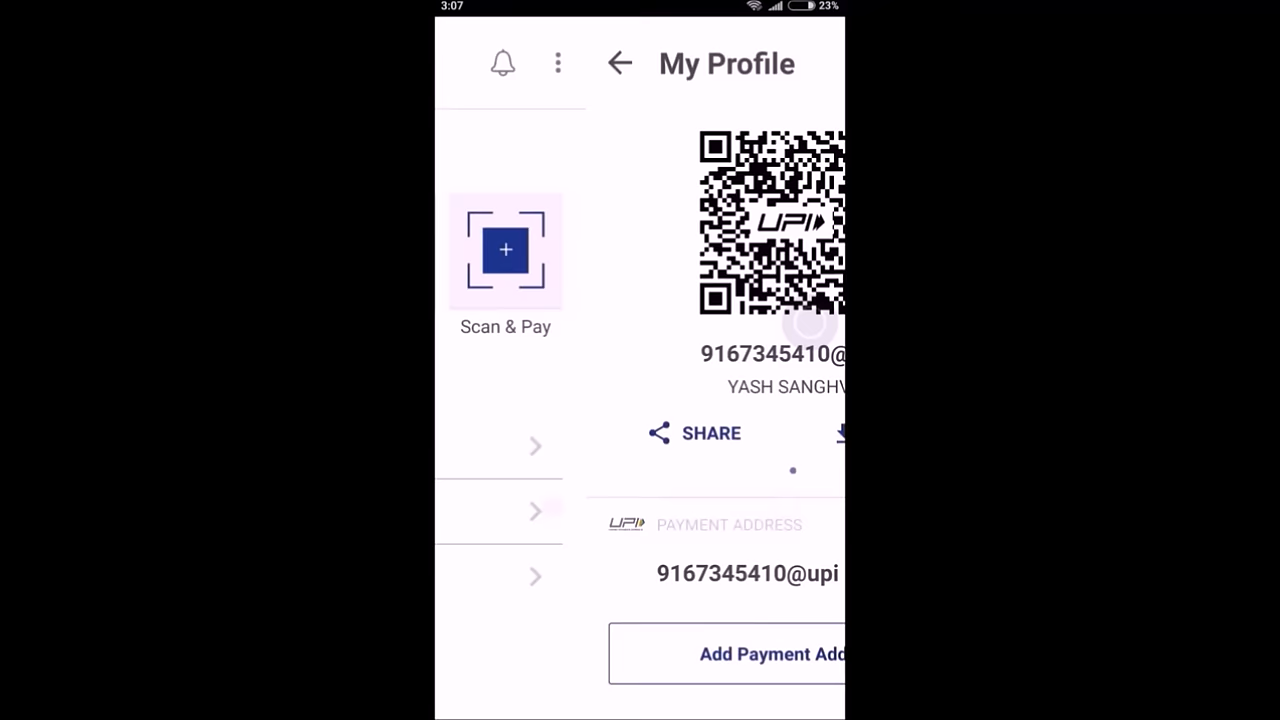 3:07
23%
My Profile
UPI
Scan & Pay
9167345410@
YASH SANGHV
SHARE
UPI PAYMENT ADDRESS
9167345410@upi
Add Payment Add